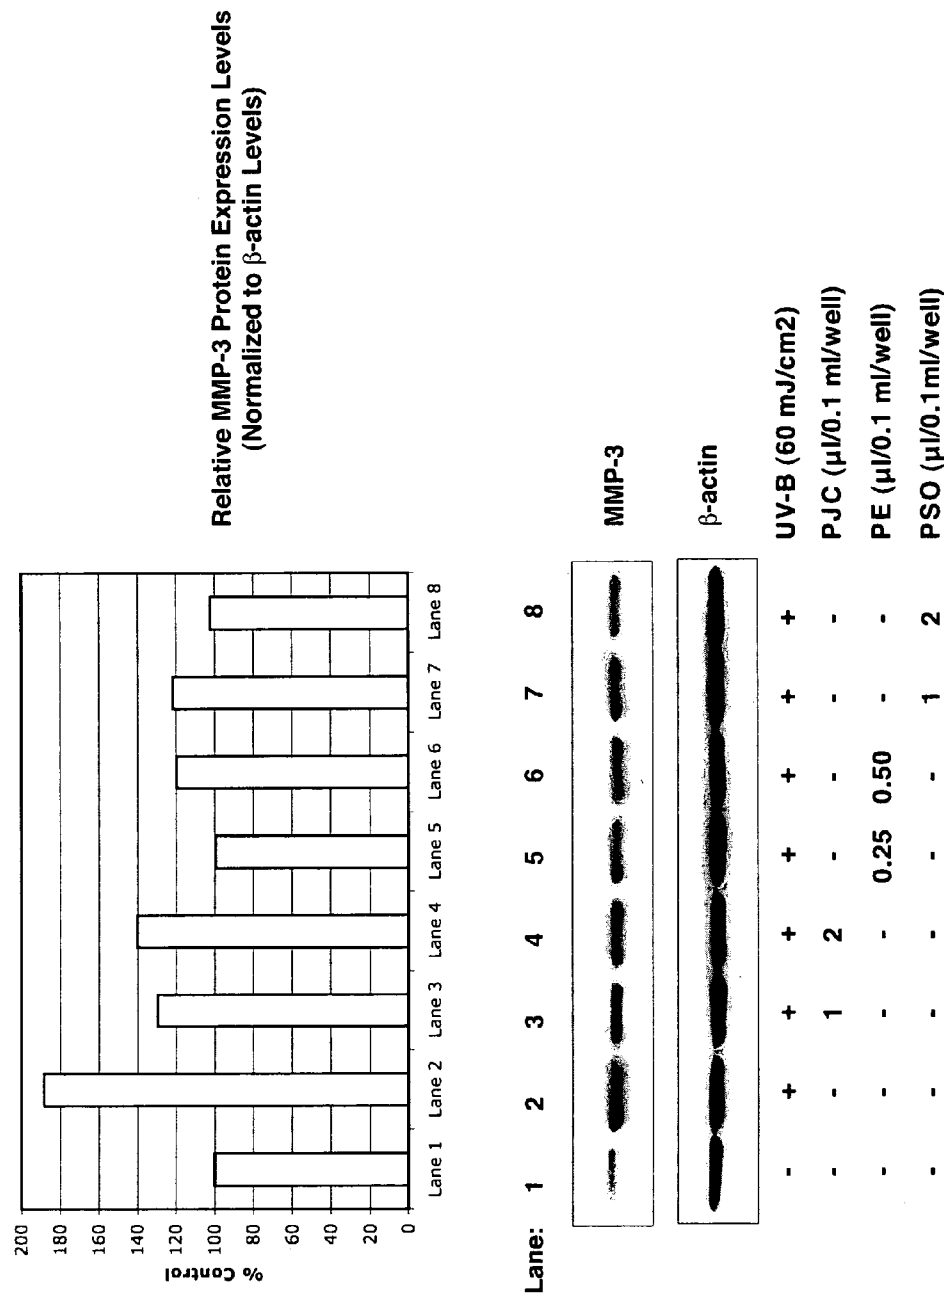 Relative MMP-3 Protein Expression Levels
(Normalized to β-actin Levels)
% Control
200
180
160
140
120
100
80
60
40
20
0
Lane 1 Lane 2 Lane 3 Lane 4 Lane 5 Lane 6 Lane 7 Lane 8
Lane: 1 2 3 4 5 6 7 8
MMP-3
β-actin
- + + + + + + + UV-B (60 mJ/cm2)
- - 1 2 - - - - PJC (µl/0.1 ml/well)
- - - - 0.25 0.50 - - PE (µl/0.1 ml/well)
- - - - - - 1 2 PSO (µl/0.1ml/well)